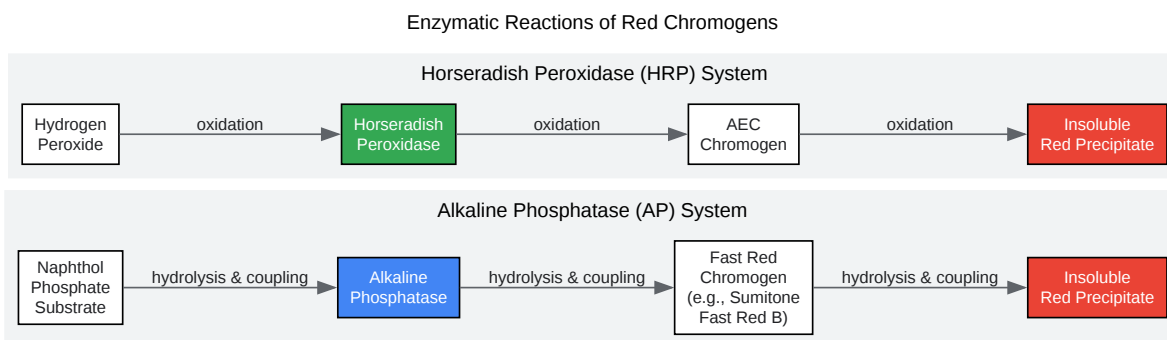 Enzymatic Reactions of Red Chromogens
Horseradish Peroxidase (HRP) System
Hydrogen
Peroxide
oxidation
Horseradish
Peroxidase
oxidation
AEC
Chromogen
oxidation
Insoluble
Red Precipitate
Alkaline Phosphatase (AP) System
Naphthol
Phosphate
Substrate
hydrolysis & coupling
Alkaline
Phosphatase
hydrolysis & coupling
Fast Red
Chromogen
(e.g., Sumitone
Fast Red B)
hydrolysis & coupling
Insoluble
Red Precipitate